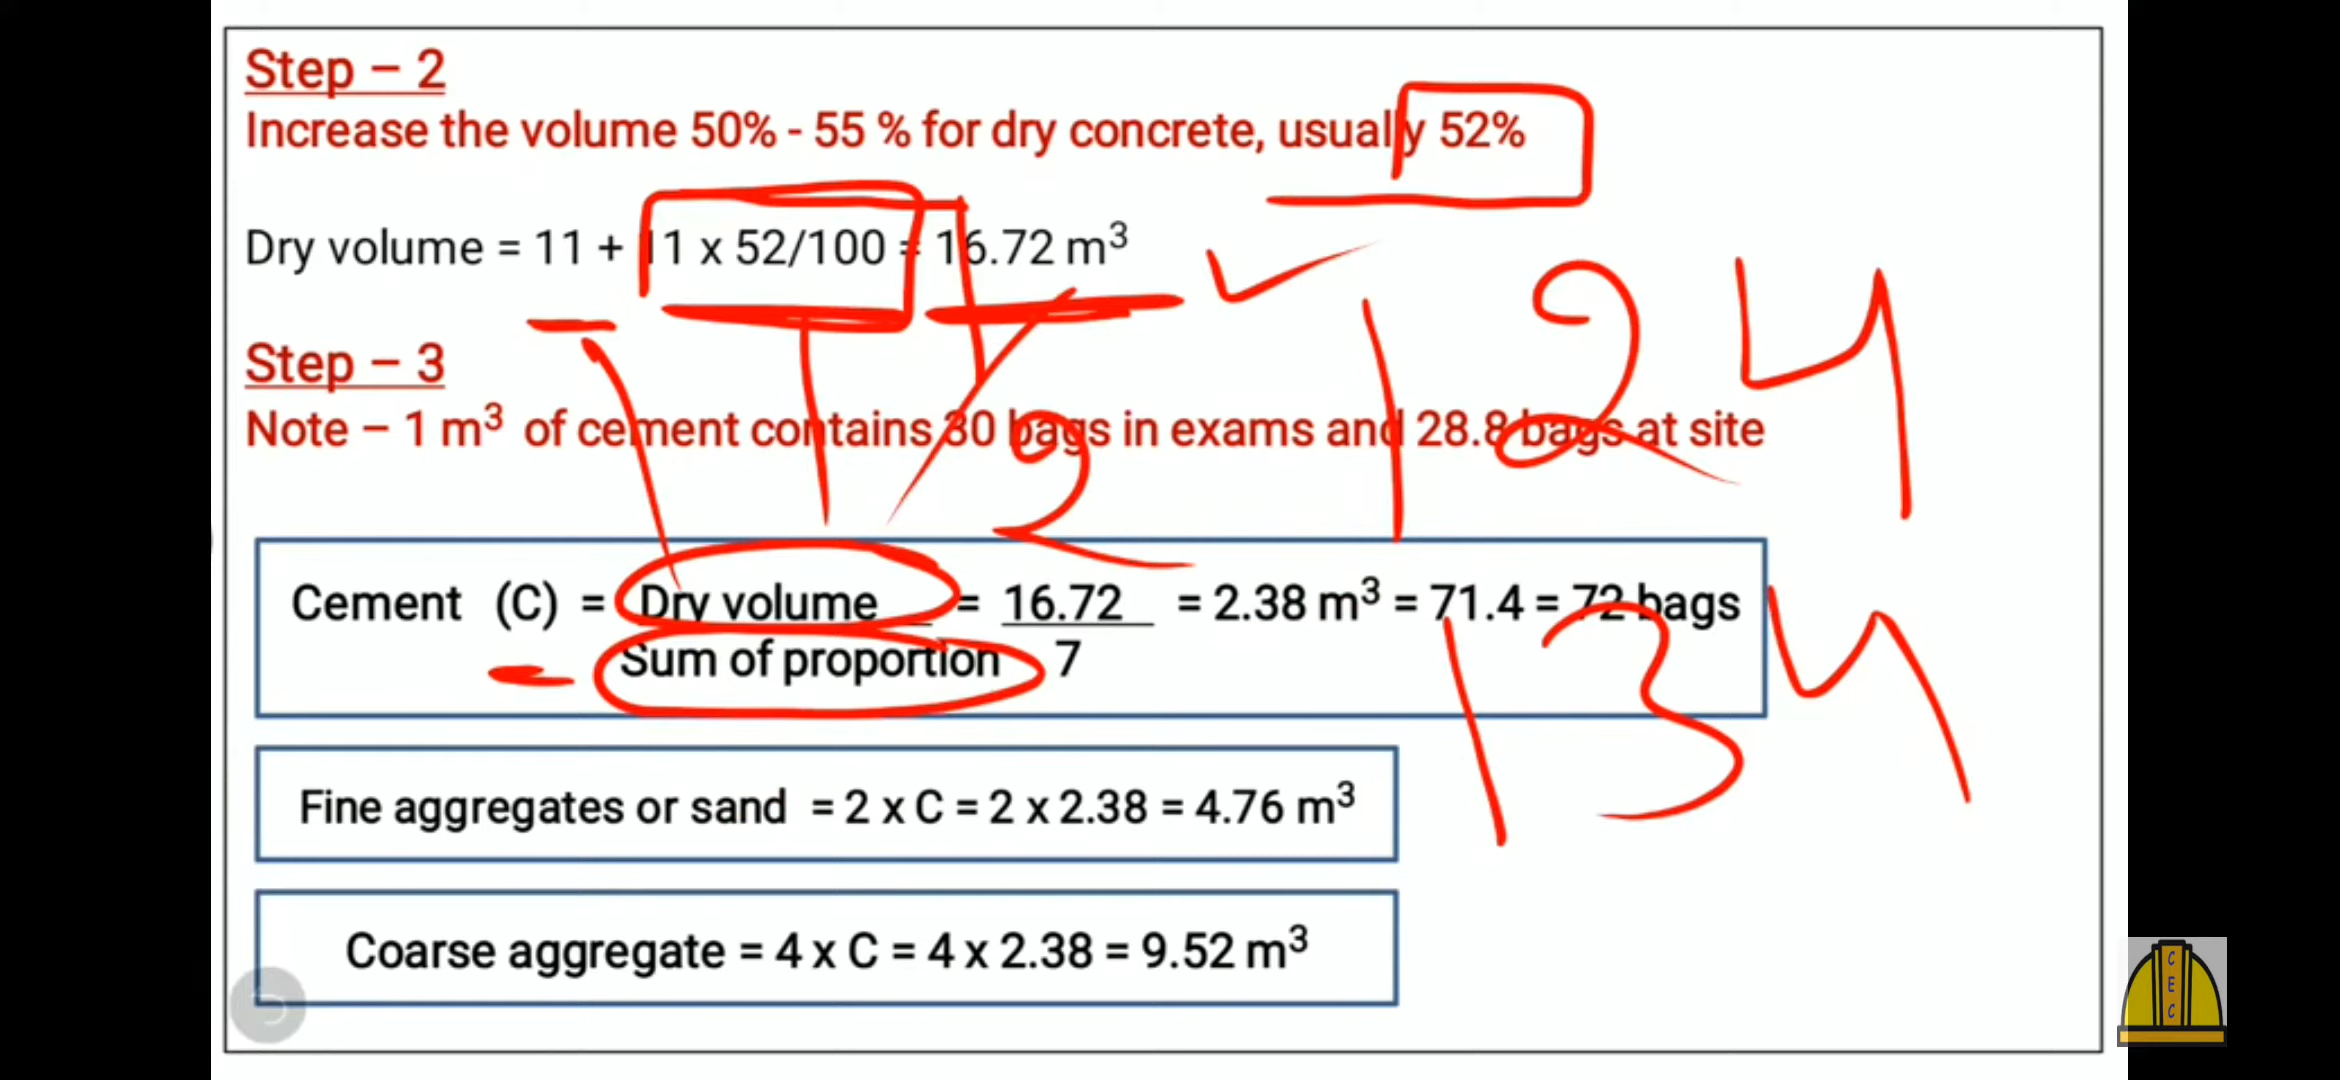 Step – 2
Increase the volume 50% - 55 % for dry concrete, usually 52%
Dry volume = 11 + 11 x 52/100 = 16.72 m³
1 2 4
Step – 3
Note – 1 m³ of cement contains 30 bags in exams and 28.8 bags at site
2
Cement (C) = Dry volume = 16.72 = 2.38 m³ = 71.4 = 72 bags
Sum of proportion 7
1 3 4
Fine aggregates or sand = 2 x C = 2 x 2.38 = 4.76 m³
Coarse aggregate = 4 x C = 4 x 2.38 = 9.52 m³
CEC